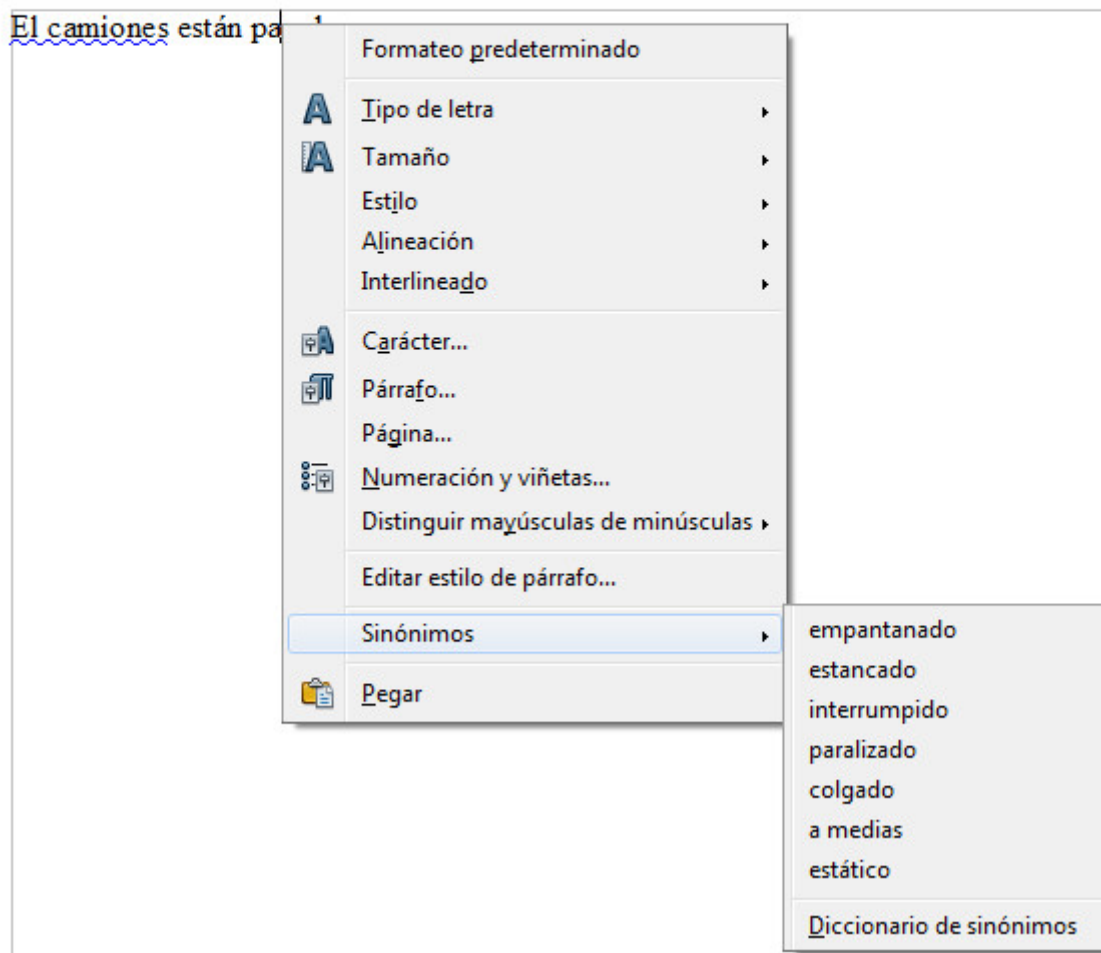 El camiones están
Formateo predeterminado
Tipo de letra
Tamaño
Estilo
Alineación
Interlineado
Carácter...
Párrafo...
Página...
Numeración y viñetas...
Distinguir mayúsculas de minúsculas
Editar estilo de párrafo...
Sinónimos
Pegar
empantanado
estancado
interrumpido
paralizado
colgado
a medias
estático
Diccionario de sinónimos